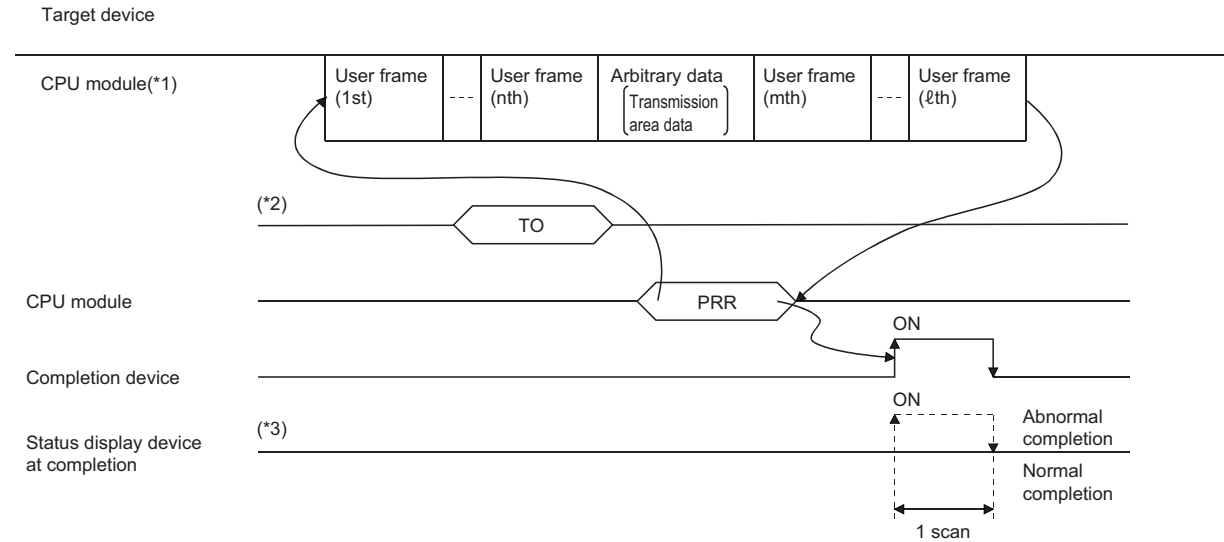 Target device
CPU module(*1)
User frame
(1st)
User frame
(nth)
Arbitrary data
Transmission
area data
User frame
(mth)
User frame
(ℓth)
(*2)
TO
CPU module
PRR
ON
Completion device
ON
(*3)
Status display device
at completion
Abnormal
completion
Normal
completion
1 scan